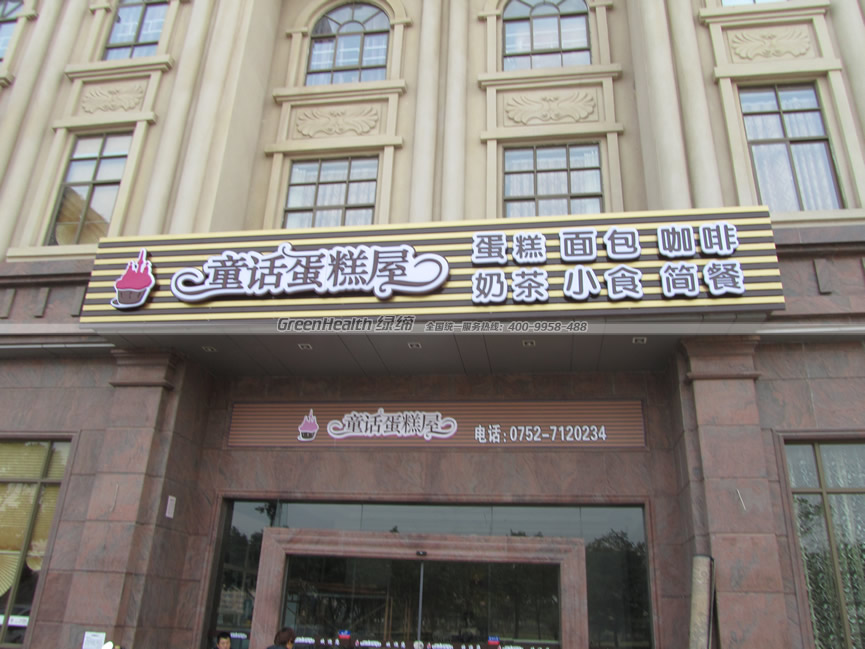 童话蛋糕屋
蛋糕 面包 咖啡
奶茶 小食 简餐
GreenHealth 绿缔 全国统一服务热线：400-9958-488
童话蛋糕屋 电话：0752-7120234